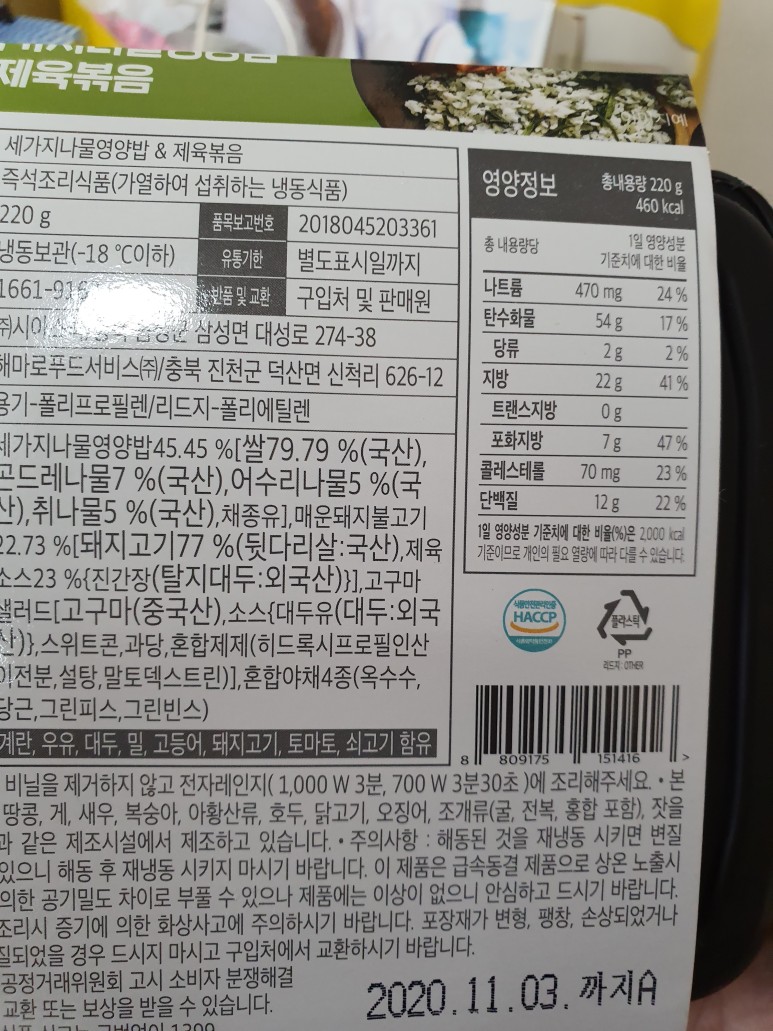 제육볶음
세가지나물영양밥 & 제육볶음
즉석조리식품(가열하여 섭취하는 냉동식품)
220 g 품목보고번호 2018045203361
냉동보관(-18 ℃이하) 유통기한 별도표시일까지
반품 및 교환 구입처 및 판매원
삼성면 대성로 274-38
해마로푸드서비스㈜/충북 진천군 덕산면 신척리 626-12
용기-폴리프로필렌/리드지-폴리에틸렌
세가지나물영양밥45.45 %[쌀79.79 %(국산),
곤드레나물7 %(국산),어수리나물5 %(국
산),취나물5 %(국산),채종유],매운돼지불고기
22.73 %[돼지고기77 %(뒷다리살:국산),제육
소스23 %{진간장(탈지대두:외국산)}],고구마
샐러드[고구마(중국산),소스{대두유(대두:외국
산)},스위트콘,과당,혼합제제(히드록시프로필인산
이전분,설탕,말토덱스트린)],혼합야채4종(옥수수,
당근,그린피스,그린빈스)
계란, 우유, 대두, 밀, 고등어, 돼지고기, 토마토, 쇠고기 함유
영양정보 총내용량 220 g
460 kcal
총 내용량당 1일 영양성분
기준치에 대한 비율
나트륨 470 mg 24 %
탄수화물 54 g 17 %
당류 2 g 2 %
지방 22 g 41 %
트랜스지방 0 g
포화지방 7 g 47 %
콜레스테롤 70 mg 23 %
단백질 12 g 22 %
1일 영양성분 기준치에 대한 비율(%)은 2,000 kcal
기준이므로 개인의 필요 열량에 따라 다를 수 있습니다.
HACCP
플라스틱
PP
리드지 : OTHER
8 809175 151416 >
비닐을 제거하지 않고 전자레인지( 1,000 W 3분, 700 W 3분30초 )에 조리해주세요. • 본
땅콩, 게, 새우, 복숭아, 아황산류, 호두, 닭고기, 오징어, 조개류(굴, 전복, 홍합 포함), 잣을
과 같은 제조시설에서 제조하고 있습니다. • 주의사항 : 해동된 것을 재냉동 시키면 변질
있으니 해동 후 재냉동 시키지 마시기 바랍니다. 이 제품은 급속동결 제품으로 상온 노출시
의한 공기밀도 차이로 부풀 수 있으나 제품에는 이상이 없으니 안심하고 드시기 바랍니다.
조리시 증기에 의한 화상사고에 주의하시기 바랍니다. 포장재가 변형, 팽창, 손상되었거나
질되었을 경우 드시지 마시고 구입처에서 교환하시기 바랍니다.
공정거래위원회 고시 소비자 분쟁해결
교환 또는 보상을 받을 수 있습니다.
2020.11.03.까지A